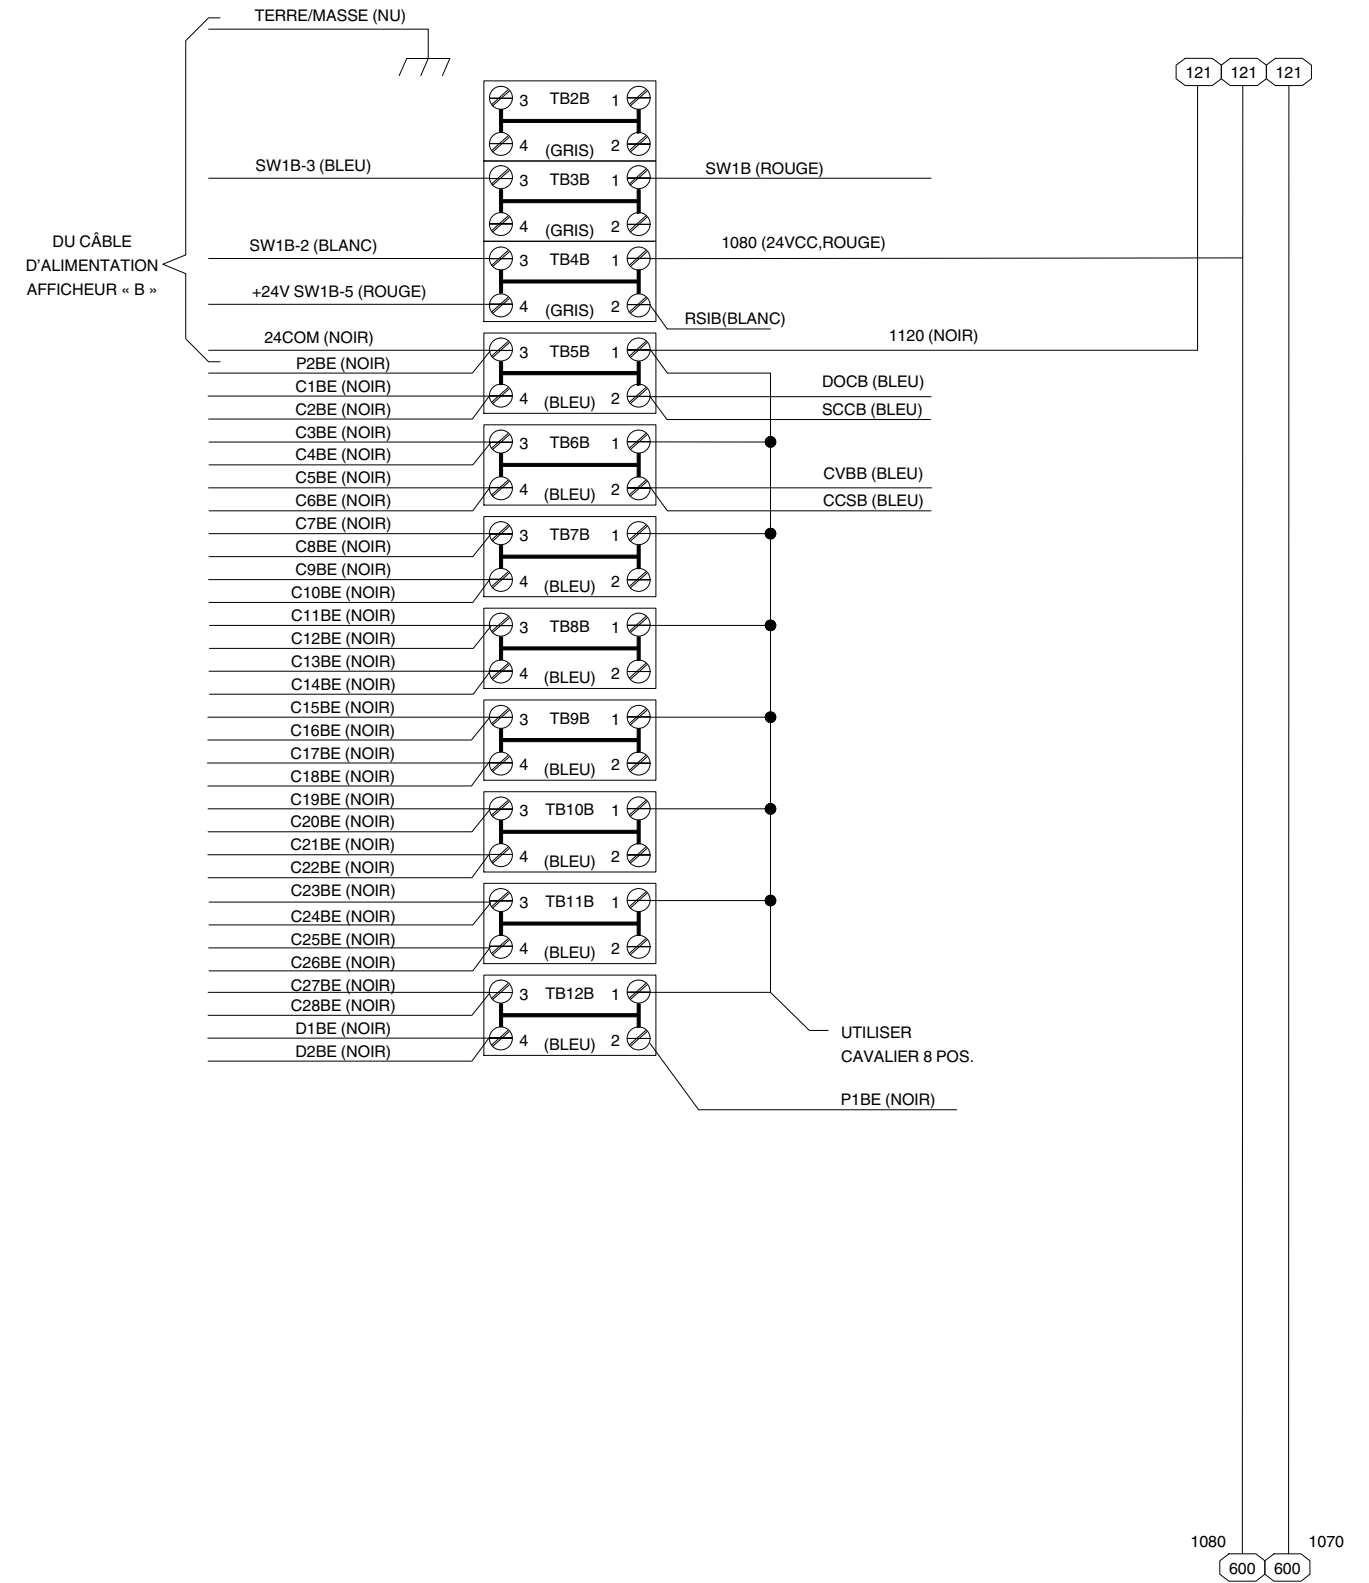 TERRE/MASSE (NU)
121 121 121
3 TB2B 1
4 (GRIS) 2
SW1B-3 (BLEU)
3 TB3B 1
SW1B (ROUGE)
4 (GRIS) 2
DU CÂBLE
D'ALIMENTATION
AFFICHEUR « B »
SW1B-2 (BLANC)
3 TB4B 1
1080 (24VCC,ROUGE)
+24V SW1B-5 (ROUGE)
4 (GRIS) 2
RSIB(BLANC)
24COM (NOIR)
3 TB5B 1
1120 (NOIR)
P2BE (NOIR)
C1BE (NOIR)
4 (BLEU) 2
DOCB (BLEU)
C2BE (NOIR)
SCCB (BLEU)
C3BE (NOIR)
3 TB6B 1
C4BE (NOIR)
C5BE (NOIR)
4 (BLEU) 2
CVBB (BLEU)
C6BE (NOIR)
CCSB (BLEU)
C7BE (NOIR)
3 TB7B 1
C8BE (NOIR)
C9BE (NOIR)
4 (BLEU) 2
C10BE (NOIR)
C11BE (NOIR)
3 TB8B 1
C12BE (NOIR)
C13BE (NOIR)
4 (BLEU) 2
C14BE (NOIR)
C15BE (NOIR)
3 TB9B 1
C16BE (NOIR)
C17BE (NOIR)
4 (BLEU) 2
C18BE (NOIR)
C19BE (NOIR)
3 TB10B 1
C20BE (NOIR)
C21BE (NOIR)
4 (BLEU) 2
C22BE (NOIR)
C23BE (NOIR)
3 TB11B 1
C24BE (NOIR)
C25BE (NOIR)
4 (BLEU) 2
C26BE (NOIR)
C27BE (NOIR)
3 TB12B 1
C28BE (NOIR)
D1BE (NOIR)
4 (BLEU) 2
D2BE (NOIR)
UTILISER
CAVALIER 8 POS.
P1BE (NOIR)
1080 1070
600 600